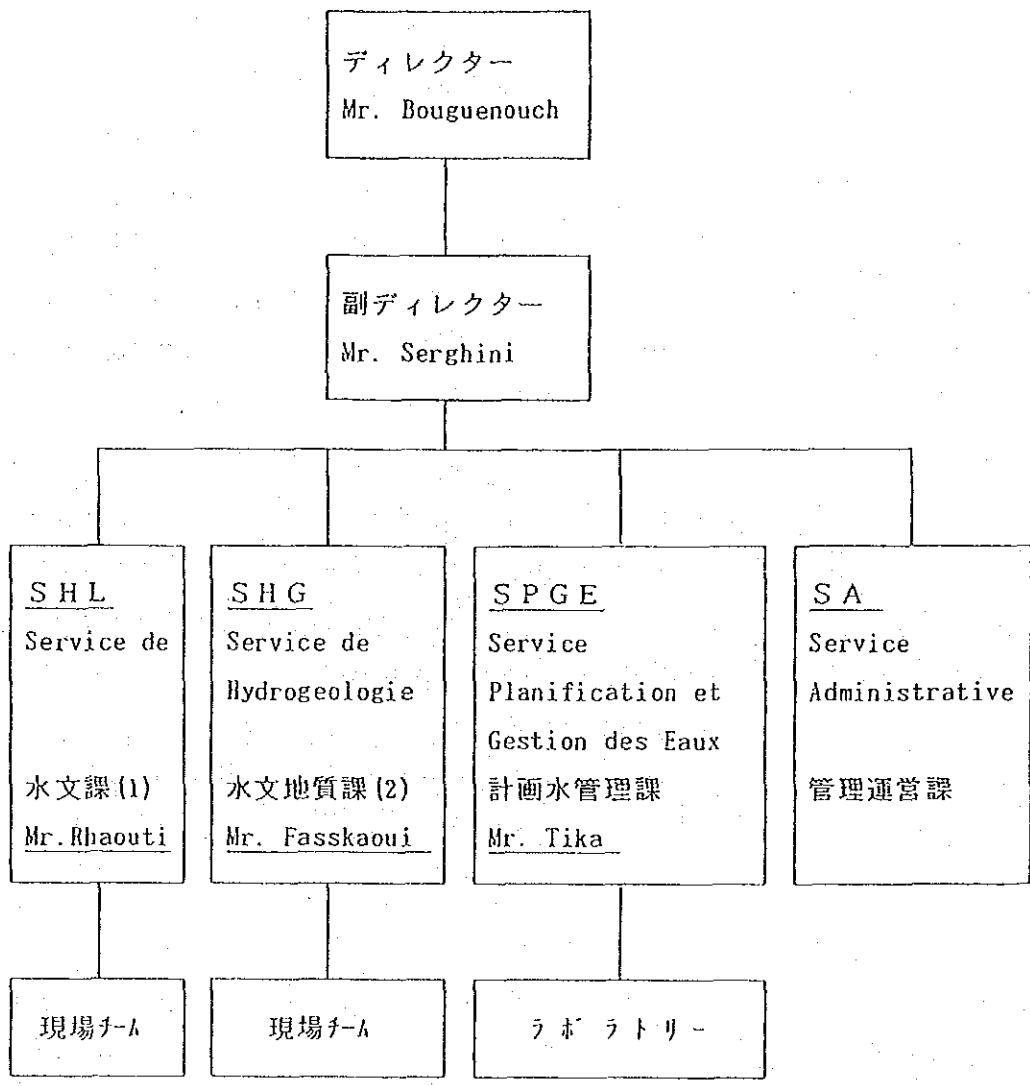 ディレクター
Mr. Bouguenouch
副ディレクター
Mr. Serghini
SHL
Service de
水文課(1)
Mr.Rhaouti
SHG
Service de
Hydrogeologie
水文地質課(2)
Mr. Fasskaoui
SPGE
Service
Planification et
Gestion des Eaux
計画水管理課
Mr. Tika
SA
Service
Administrative
管理運営課
現場チーム
現場チーム
ラボラトリー